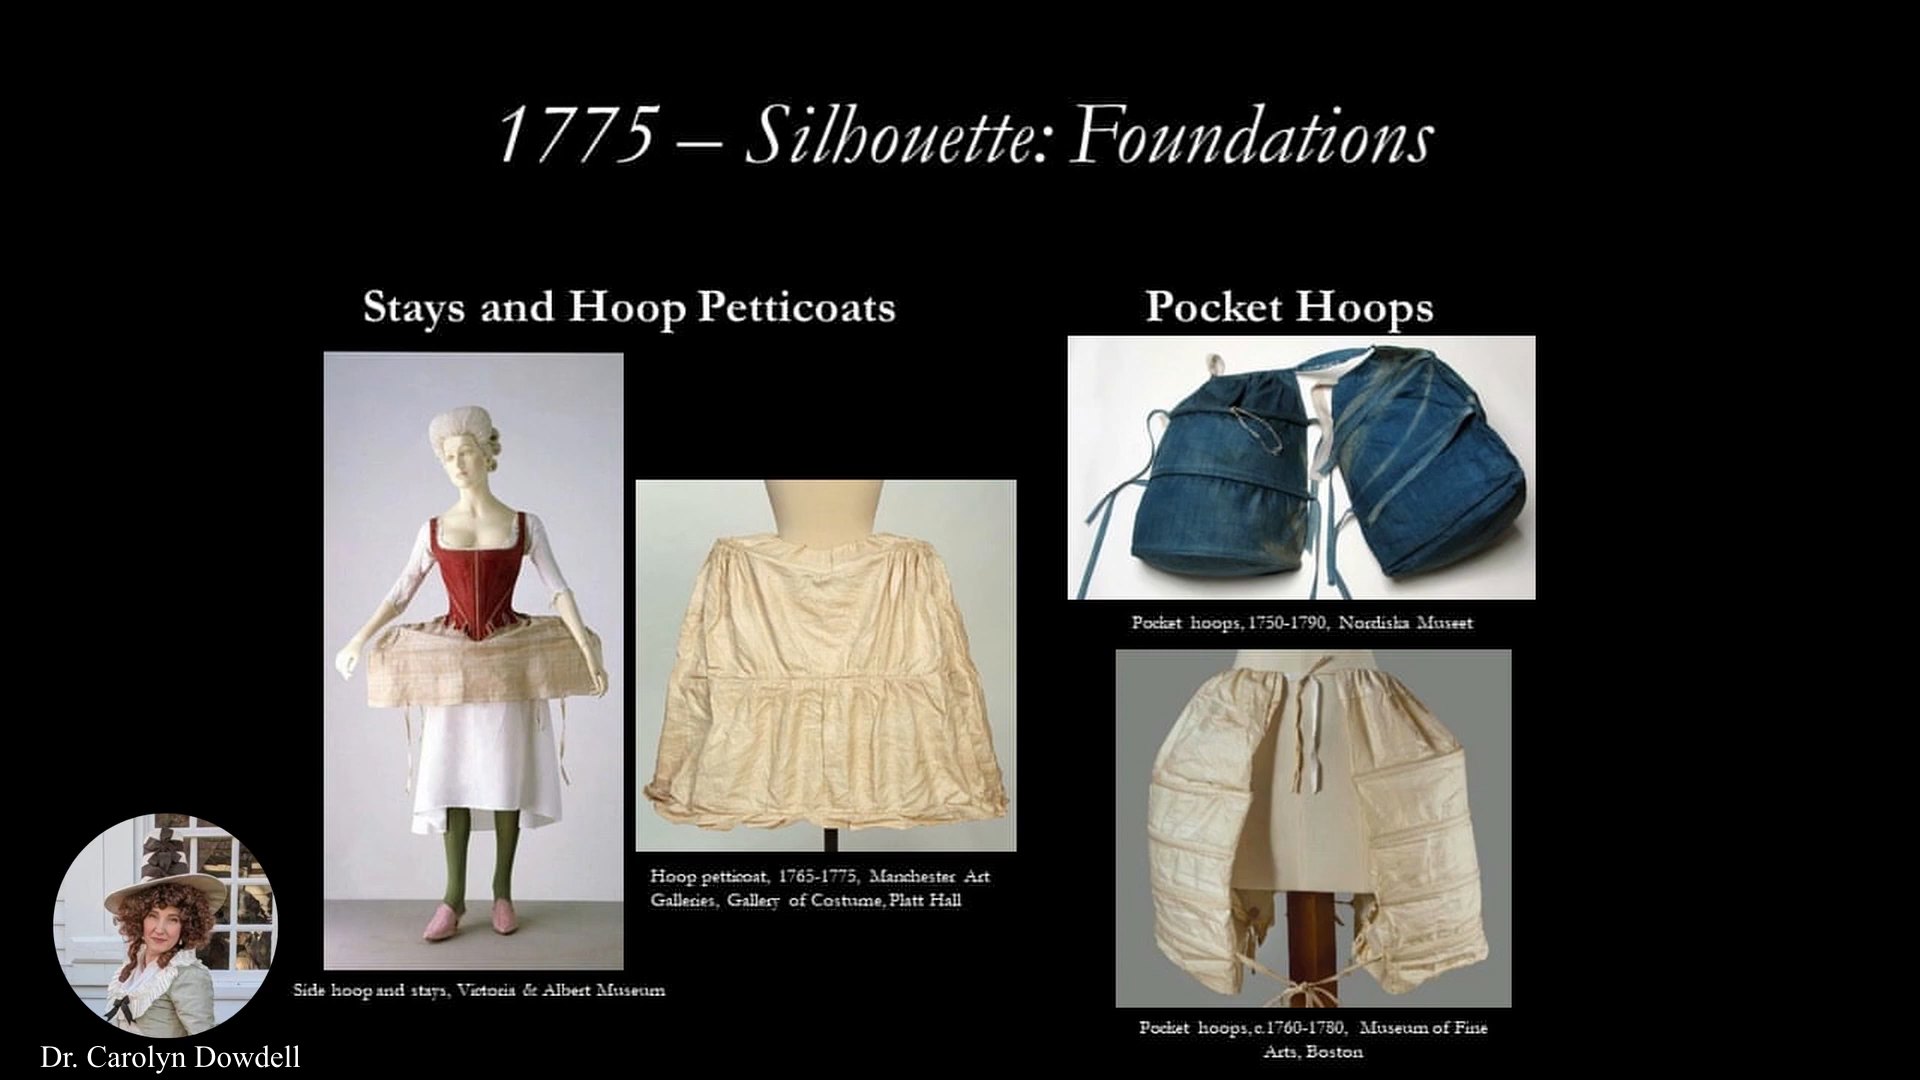 1775 – Silhouette: Foundations
Stays and Hoop Petticoats
Side hoop and stays, Victoria & Albert Museum
Hoop petticoat, 1765-1775, Manchester Art
Galleries, Gallery of Costume, Platt Hall
Pocket Hoops
Pocket hoops, 1750-1790, Nordiska Museet
Pocket hoops, c.1760-1780, Museum of Fine
Arts, Boston
Dr. Carolyn Dowdell